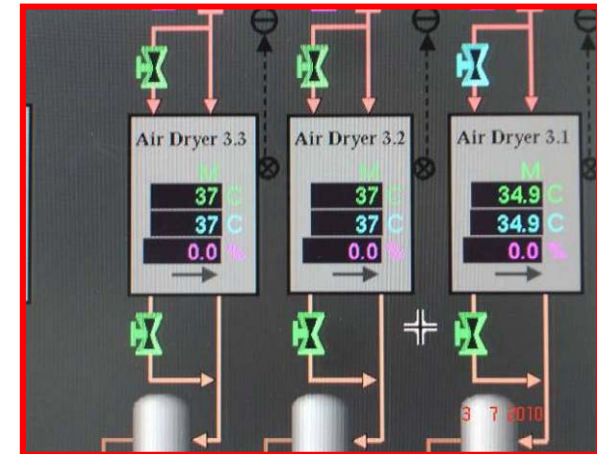 Air Dryer 3.3
M
37 C
37 C
0.0 %
Air Dryer 3.2
M
37 C
37 C
0.0 %
Air Dryer 3.1
M
34.9 C
34.9 C
0.0 %
3 7 2010